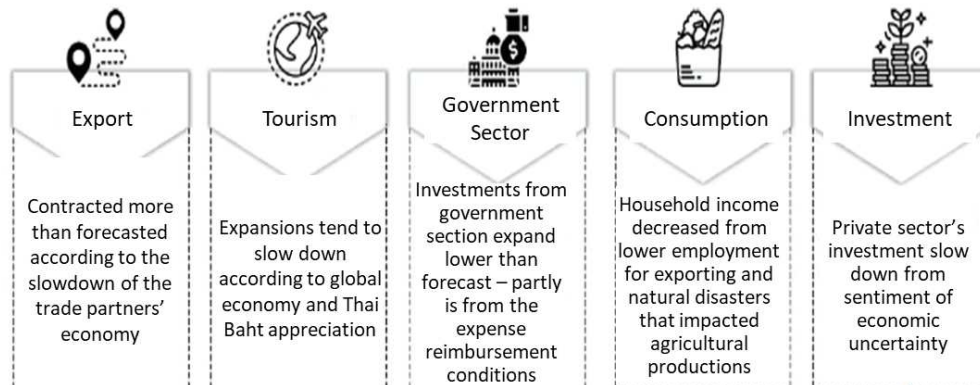 Export
Contracted more
than forecasted
according to the
slowdown of the
trade partners'
economy
Tourism
Expansions tend to
slow down
according to global
economy and Thai
Baht appreciation
Government
Sector
Investments from
government
section expand
lower than
forecast – partly
is from the
expense
reimbursement
conditions
Consumption
Household income
decreased from
lower employment
for exporting and
natural disasters
that impacted
agricultural
productions
Investment
Private sector's
investment slow
down from
sentiment of
economic
uncertainty